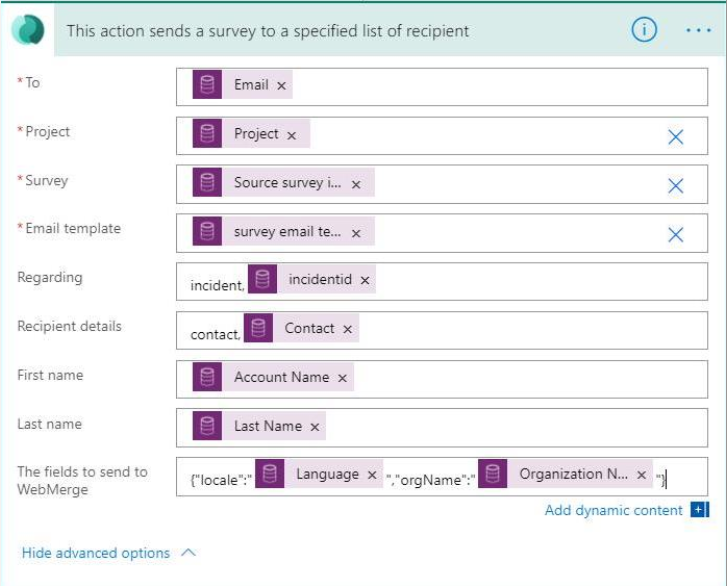 This action sends a survey to a specified list of recipient
* To
Email ×
* Project
Project ×
* Survey
Source survey i... ×
* Email template
survey email te... ×
Regarding
incident, incidentid ×
Recipient details
contact, Contact ×
First name
Account Name ×
Last name
Last Name ×
The fields to send to
WebMerge
{"locale":" Language × ","orgName":" Organization N... × "}
Add dynamic content +
Hide advanced options